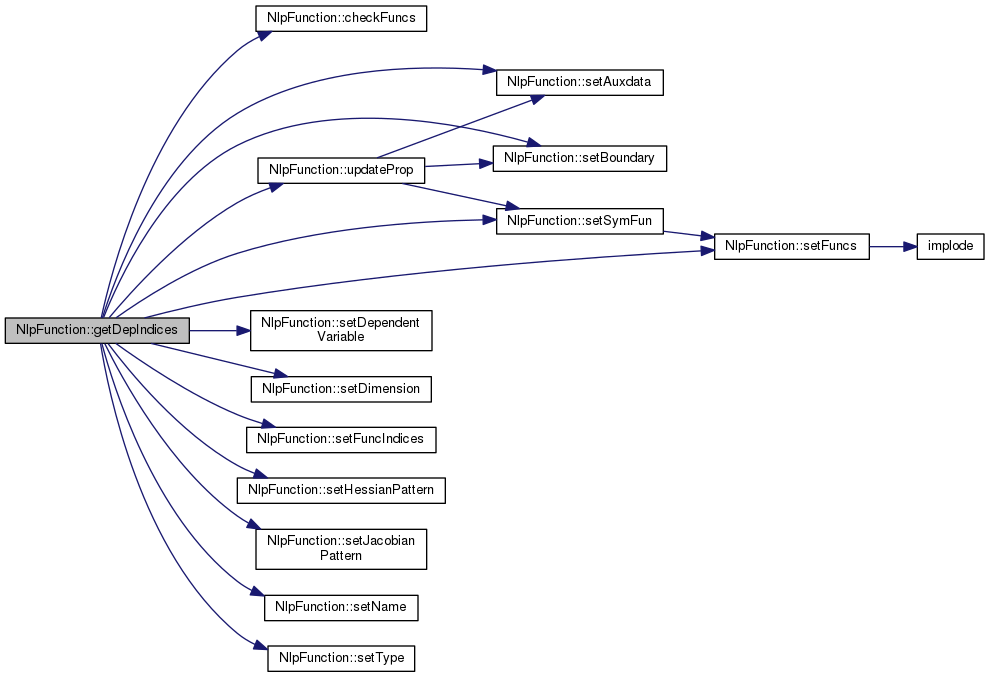 NlpFunction::checkFuncs
NlpFunction::setAuxdata
NlpFunction::setBoundary
NlpFunction::updateProp
NlpFunction::setSymFun
NlpFunction::setFuncs
implode
NlpFunction::getDepIndices
NlpFunction::setDependent
Variable
NlpFunction::setDimension
NlpFunction::setFuncIndices
NlpFunction::setHessianPattern
NlpFunction::setJacobian
Pattern
NlpFunction::setName
NlpFunction::setType